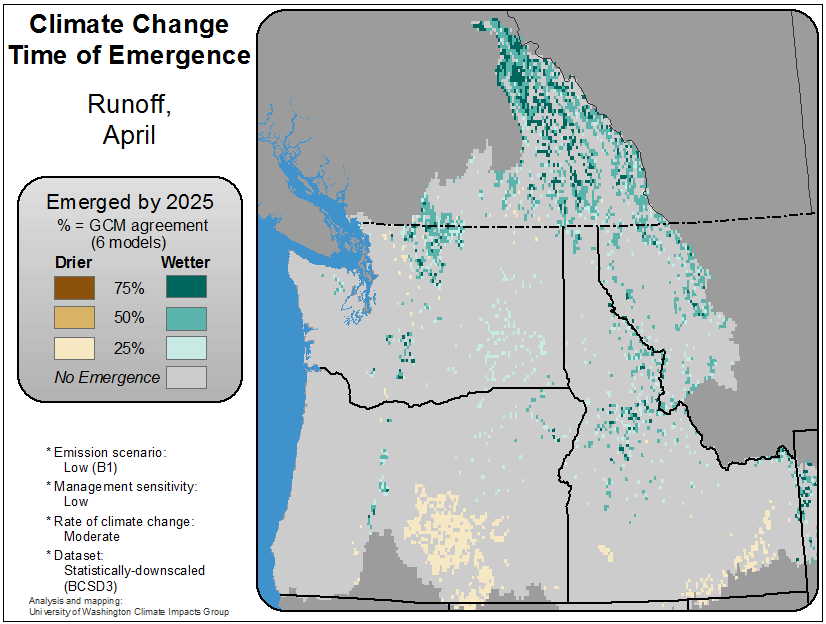 Climate Change
Time of Emergence
Runoff,
April
Emerged by 2025
% = GCM agreement
(6 models)
Drier Wetter
75%
50%
25%
No Emergence
* Emission scenario:
Low (B1)
* Management sensitivity:
Low
* Rate of climate change:
Moderate
* Dataset:
Statistically-downscaled
(BCSD3)
Analysis and mapping:
University of Washington Climate Impacts Group